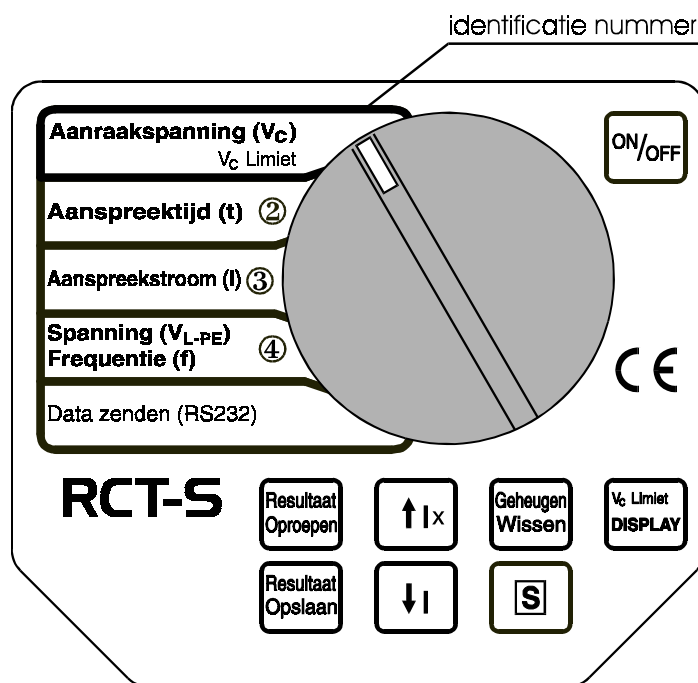 identificatie nummer
Aanraakspanning (VC)
VC Limiet
ON/OFF
Aanspreektijd (t) ②
Aanspreekstroom (I) ③
Spanning (VL-PE)
Frequentie (f) ④
CE
Data zenden (RS232)
RCT-S
Resultaat
Oproepen
↑ I x
Geheugen
Wissen
VC Limiet
DISPLAY
Resultaat
Opslaan
↓ I
S